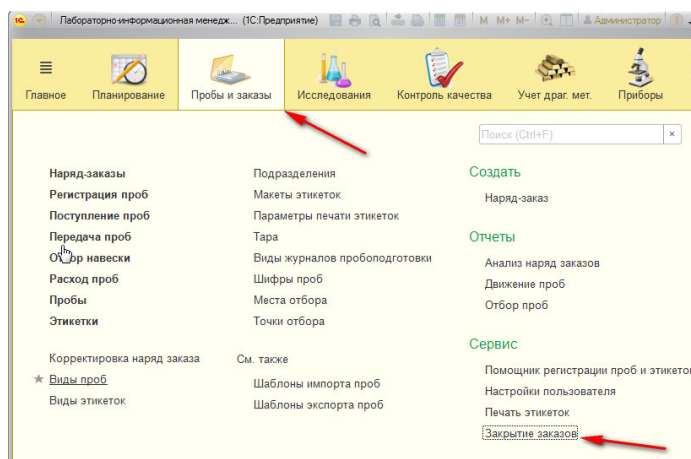 1С Лабораторно-информационная менедж... (1С:Предприятие) M M+ M- Администратор i
Главное Планирование Пробы и заказы Исследования Контроль качества Учет драг. мет. Приборы
Поиск (Ctrl+F) ×
Наряд-заказы
Регистрация проб
Поступление проб
Передача проб
Отбор навески
Расход проб
Пробы
Этикетки
Корректировка наряд заказа
Виды проб
Виды этикеток
Подразделения
Макеты этикеток
Параметры печати этикеток
Тара
Виды журналов пробоподготовки
Шифры проб
Места отбора
Точки отбора
См. также
Шаблоны импорта проб
Шаблоны экспорта проб
Создать
Наряд-заказ
Отчеты
Анализ наряд заказов
Движение проб
Отбор проб
Сервис
Помощник регистрации проб и этикеток
Настройки пользователя
Печать этикеток
Закрытие заказов